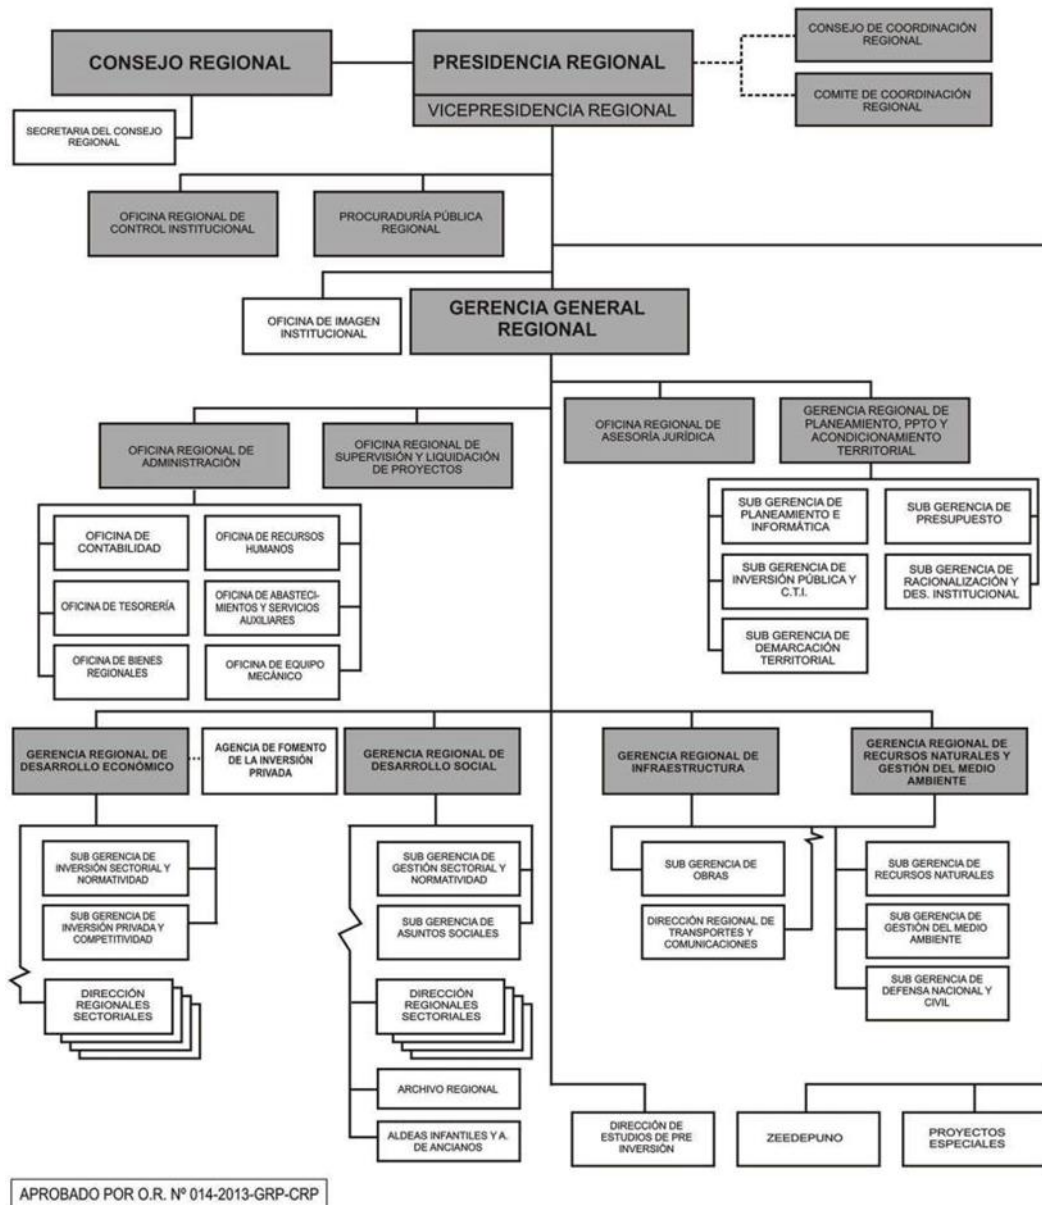 CONSEJO REGIONAL
PRESIDENCIA REGIONAL
VICEPRESIDENCIA REGIONAL
CONSEJO DE COORDINACIÓN
REGIONAL
COMITE DE COORDINACIÓN
REGIONAL
SECRETARIA DEL CONSEJO
REGIONAL
OFICINA REGIONAL DE
CONTROL INSTITUCIONAL
PROCURADURÍA PÚBLICA
REGIONAL
OFICINA DE IMAGEN
INSTITUCIONAL
GERENCIA GENERAL
REGIONAL
OFICINA REGIONAL DE
ADMINISTRACIÓN
OFICINA REGIONAL DE
SUPERVISIÓN Y LIQUIDACIÓN
DE PROYECTOS
OFICINA REGIONAL DE
ASESORÍA JURÍDICA
GERENCIA REGIONAL DE
PLANEAMIENTO, PPTO Y
ACONDICIONAMIENTO
TERRITORIAL
OFICINA DE
CONTABILIDAD
OFICINA DE RECURSOS
HUMANOS
OFICINA DE TESORERÍA
OFICINA DE ABASTECI-
MIENTOS Y SERVICIOS
AUXILIARES
OFICINA DE BIENES
REGIONALES
OFICINA DE EQUIPO
MECÁNICO
SUB GERENCIA DE
PLANEAMIENTO E
INFORMÁTICA
SUB GERENCIA DE
PRESUPUESTO
SUB GERENCIA DE
INVERSIÓN PÚBLICA Y
C.T.I.
SUB GERENCIA DE
RACIONALIZACIÓN Y
DES. INSTITUCIONAL
SUB GERENCIA DE
DEMARCACIÓN
TERRITORIAL
GERENCIA REGIONAL DE
DESARROLLO ECONÓMICO
AGENCIA DE FOMENTO
DE LA INVERSIÓN
PRIVADA
GERENCIA REGIONAL DE
DESARROLLO SOCIAL
GERENCIA REGIONAL DE
INFRAESTRUCTURA
GERENCIA REGIONAL DE
RECURSOS NATURALES Y
GESTIÓN DEL MEDIO
AMBIENTE
SUB GERENCIA DE
INVERSIÓN SECTORIAL Y
NORMATIVIDAD
SUB GERENCIA DE
INVERSIÓN PRIVADA Y
COMPETITIVIDAD
DIRECCIÓN
REGIONALES
SECTORIALES
SUB GERENCIA DE
GESTIÓN SECTORIAL Y
NORMATIVIDAD
SUB GERENCIA DE
ASUNTOS SOCIALES
DIRECCIÓN
REGIONALES
SECTORIALES
ARCHIVO REGIONAL
ALDEAS INFANTILES Y A.
DE ANCIANOS
SUB GERENCIA DE
OBRAS
DIRECCIÓN REGIONAL DE
TRANSPORTES Y
COMUNICACIONES
SUB GERENCIA DE
RECURSOS NATURALES
SUB GERENCIA DE
GESTIÓN DEL MEDIO
AMBIENTE
SUB GERENCIA DE
DEFENSA NACIONAL Y
CIVIL
DIRECCIÓN DE
ESTUDIOS DE PRE
INVERSIÓN
ZEEDEPUNO
PROYECTOS
ESPECIALES
APROBADO POR O.R. Nº 014-2013-GRP-CRP